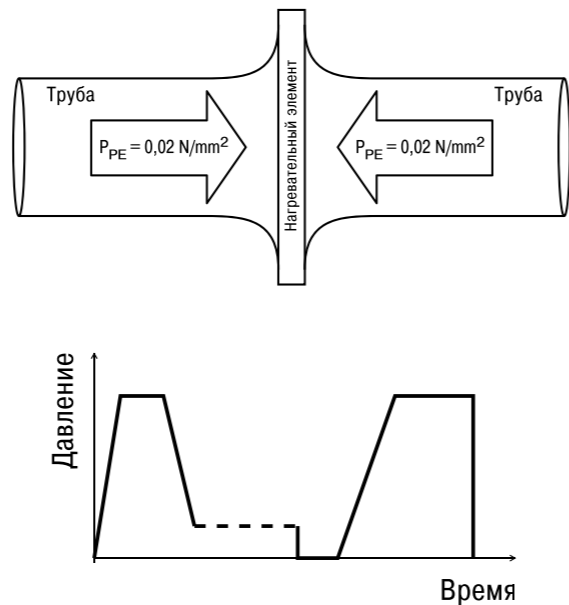 Труба
Труба
P_PE = 0,02 N/mm²
Нагревательный элемент
P_PE = 0,02 N/mm²
Давление
Время